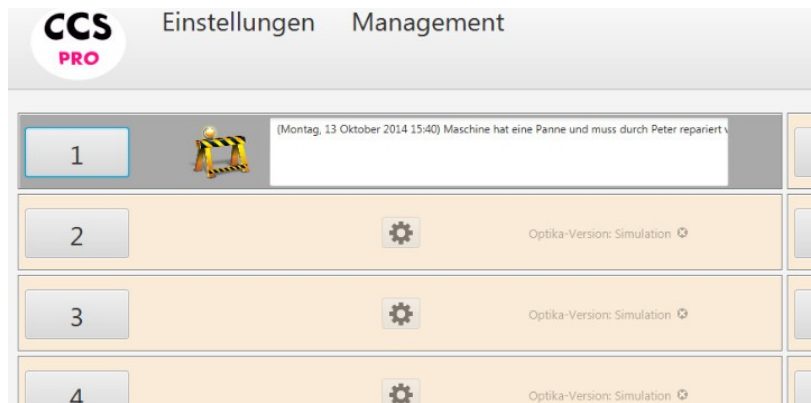 CCS
PRO
Einstellungen Management
1
(Montag, 13 Oktober 2014 15:40) Maschine hat eine Panne und muss durch Peter repariert
2
Optika-Version: Simulation
3
Optika-Version: Simulation
4
Optika-Version: Simulation